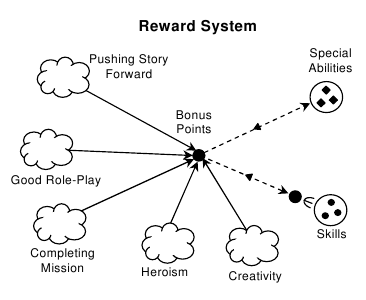 Reward System
Pushing Story
Forward
Special
Abilities
Bonus
Points
Good Role-Play
Completing
Mission
Heroism
Creativity
Skills